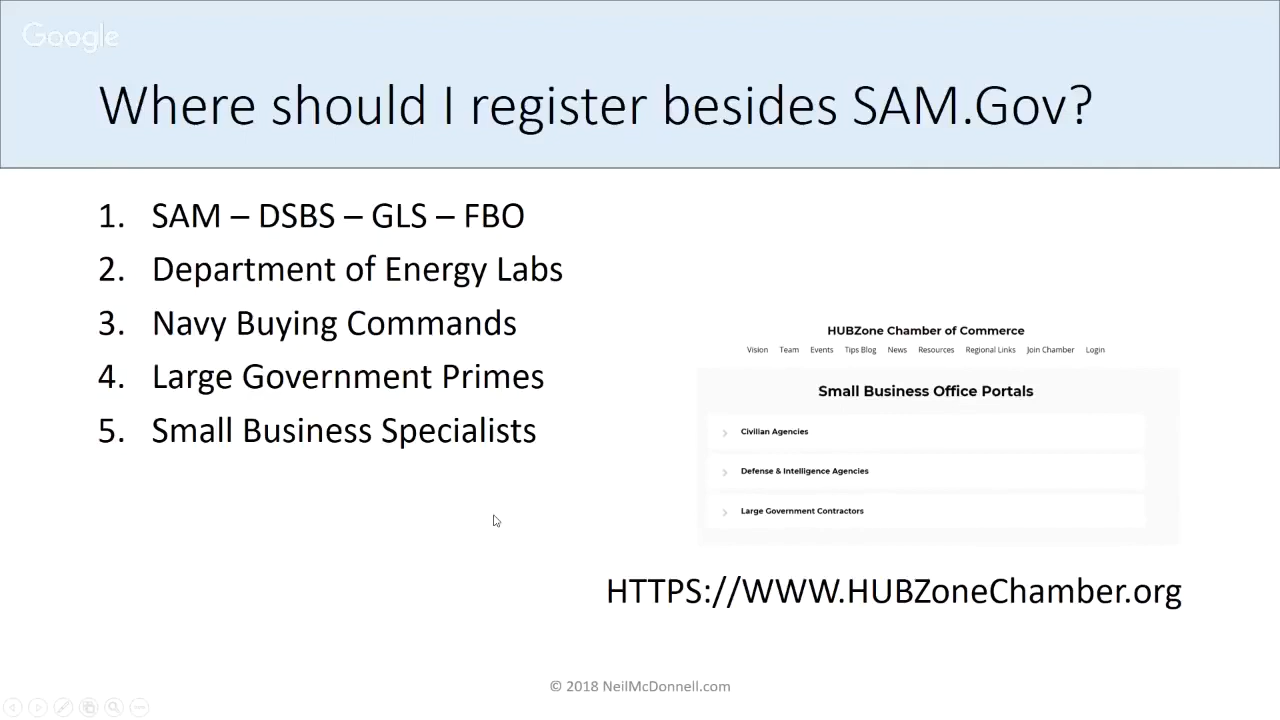 Google
Where should I register besides SAM.Gov?
1. SAM – DSBS – GLS – FBO
2. Department of Energy Labs
3. Navy Buying Commands
4. Large Government Primes
5. Small Business Specialists
HUBZone Chamber of Commerce
Vision Team Events Tips Blog News Resources Regional Links Join Chamber Login
Small Business Office Portals
Civilian Agencies
Defense & Intelligence Agencies
Large Government Contractors
HTTPS://WWW.HUBZoneChamber.org
© 2018 NeilMcDonnell.com